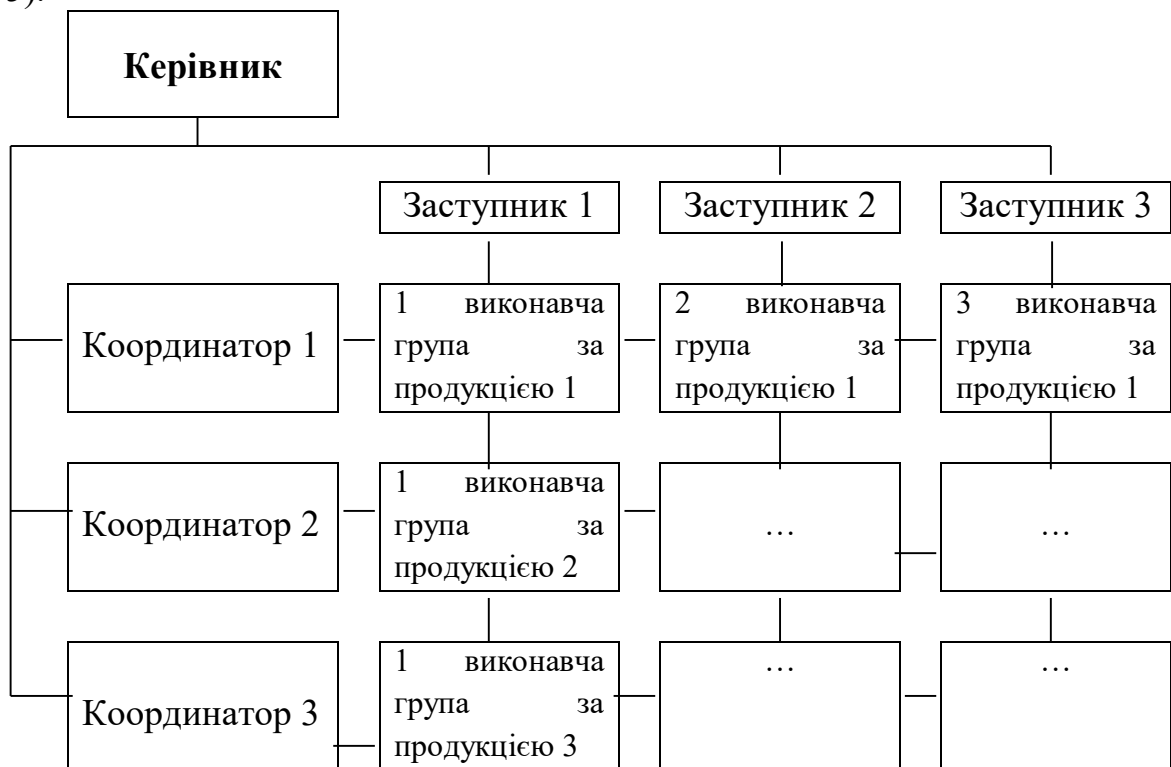 5).
Керівник
Заступник 1
Заступник 2
Заступник 3
Координатор 1
1 виконавча
група за
продукцією 1
2 виконавча
група за
продукцією 1
3 виконавча
група за
продукцією 1
Координатор 2
1 виконавча
група за
продукцією 2
…
…
Координатор 3
1 виконавча
група за
продукцією 3
…
…